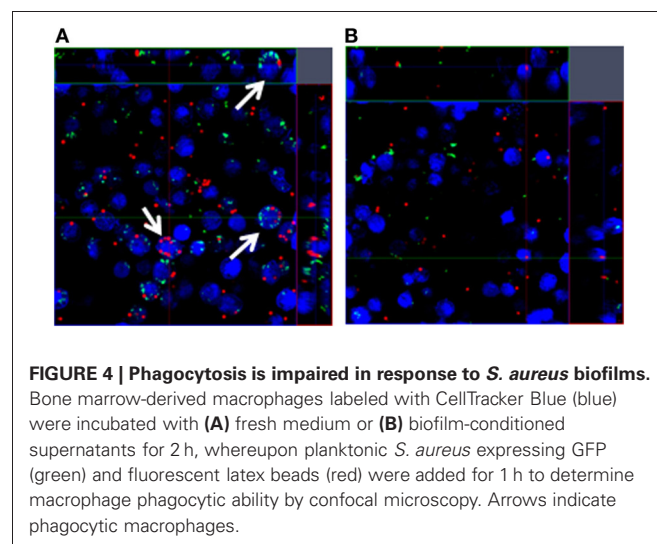 A
B
FIGURE 4 | Phagocytosis is impaired in response to S. aureus biofilms.
Bone marrow-derived macrophages labeled with CellTracker Blue (blue)
were incubated with (A) fresh medium or (B) biofilm-conditioned
supernatants for 2 h, whereupon planktonic S. aureus expressing GFP
(green) and fluorescent latex beads (red) were added for 1 h to determine
macrophage phagocytic ability by confocal microscopy. Arrows indicate
phagocytic macrophages.